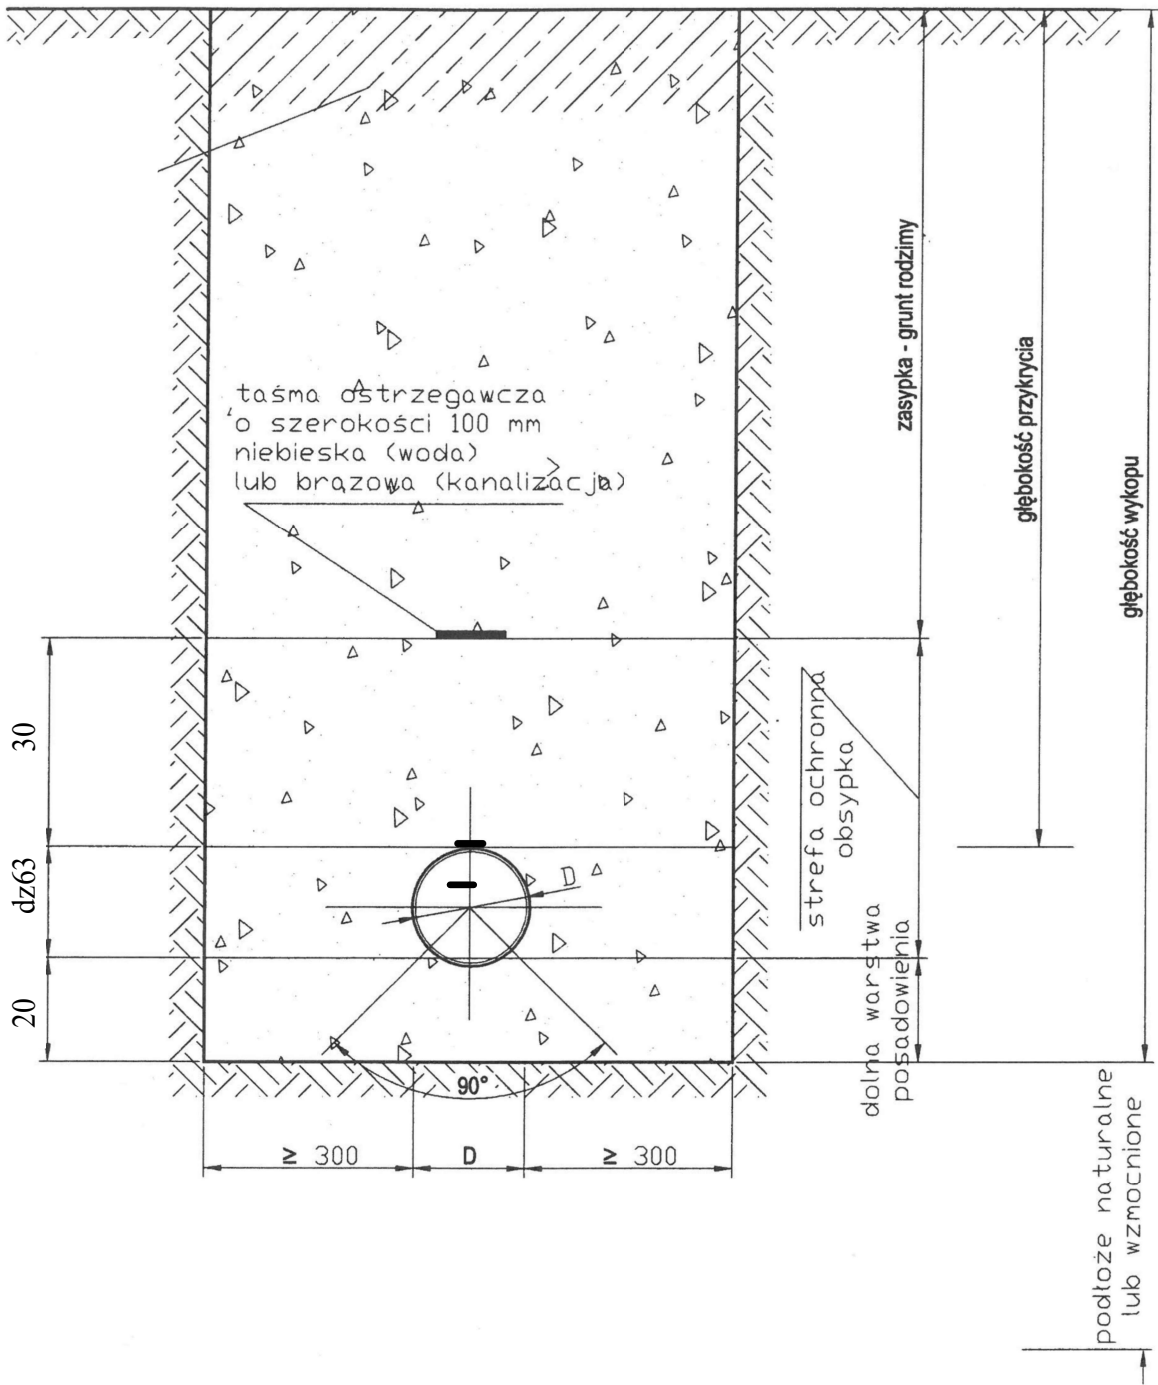 taśma ostrzegawcza
o szerokości 100 mm
niebieska (woda)
lub brązowa (kanalizacja)
zasypka - grunt rodzimy
głębokość przykrycia
głębokość wykopu
30
dz63
20
D
strefa ochronna
obsypka
dolna warstwa
posadowienia
90°
≥ 300
D
≥ 300
podłoże naturalne
lub wzmocnione